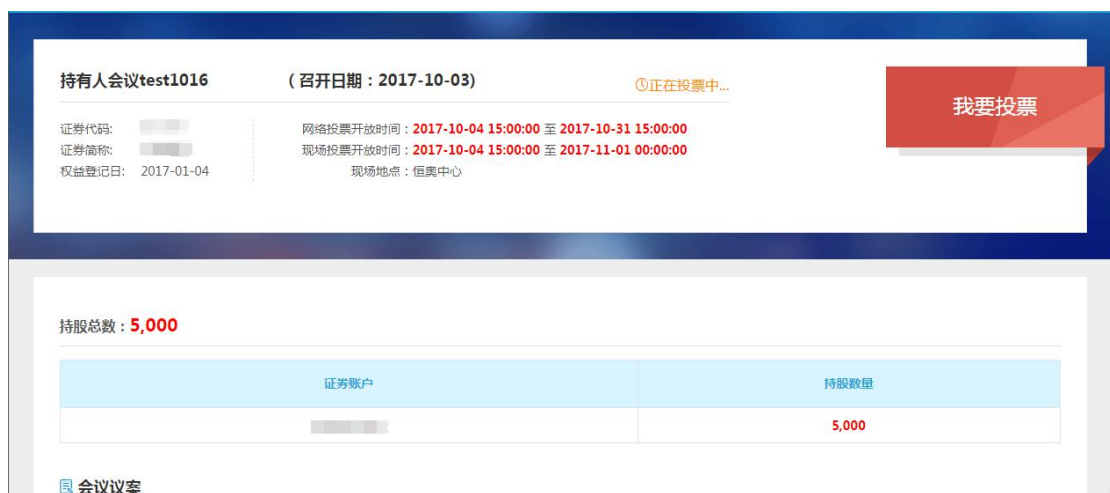 持有人会议test1016 (召开日期：2017-10-03) 正在投票中...
我要投票
证券代码: 网络投票开放时间：2017-10-04 15:00:00 至 2017-10-31 15:00:00
证券简称: 现场投票开放时间：2017-10-04 15:00:00 至 2017-11-01 00:00:00
权益登记日: 2017-01-04 现场地点：恒奥中心
持股总数：5,000
证券账户 持股数量
5,000
会议议案